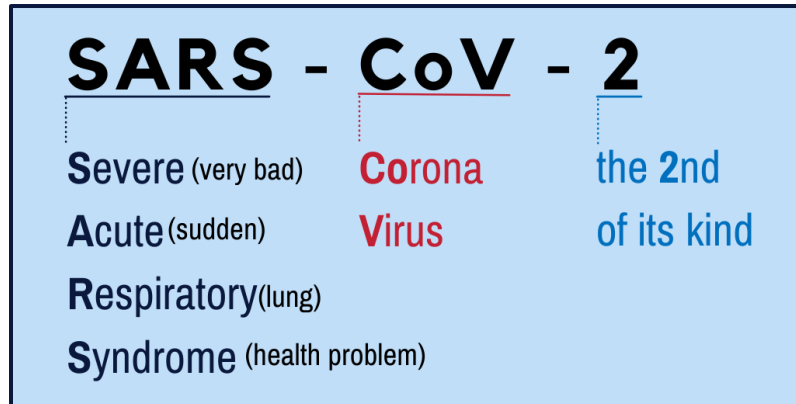 SARS - CoV - 2
Severe (very bad)
Acute (sudden)
Respiratory(lung)
Syndrome (health problem)
Corona
Virus
the 2nd
of its kind